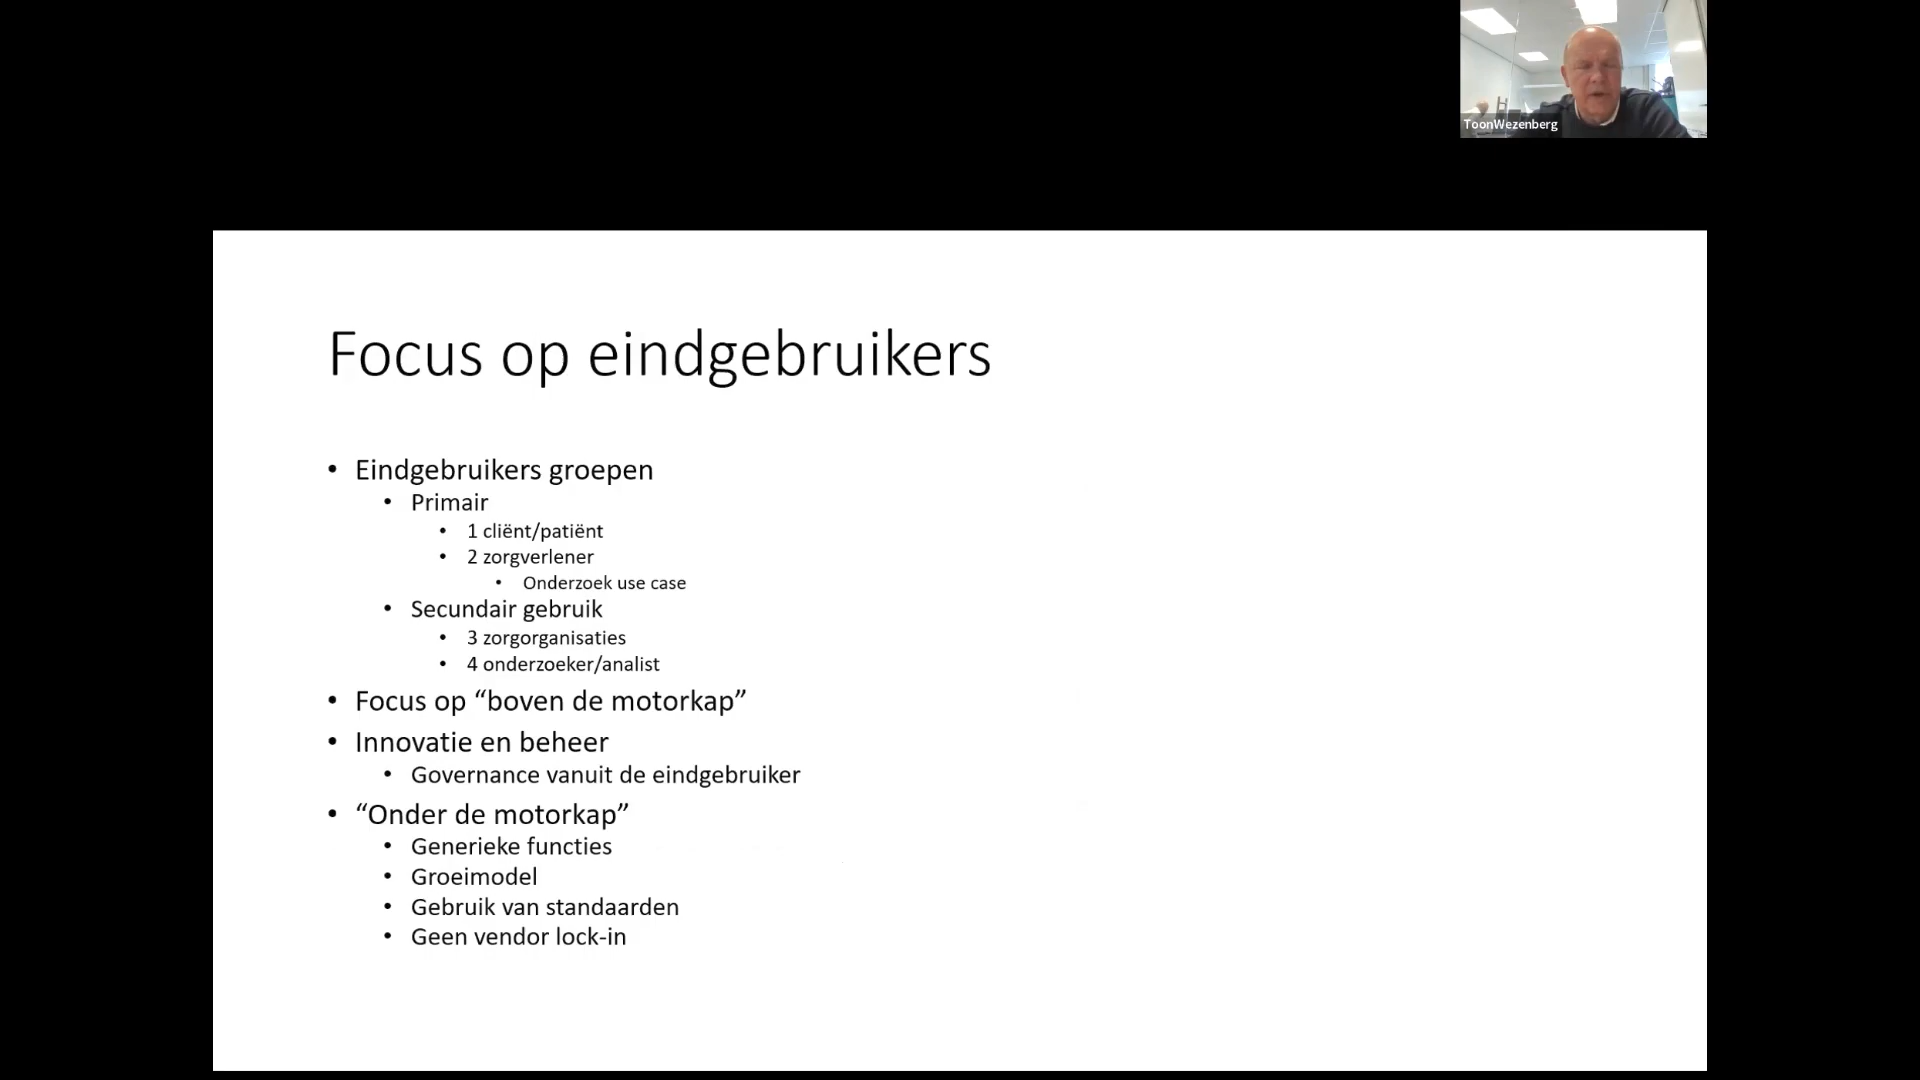 ToonWezenberg
Focus op eindgebruikers
• Eindgebruikers groepen
• Primair
• 1 cliënt/patiënt
• 2 zorgverlener
• Onderzoek use case
• Secundair gebruik
• 3 zorgorganisaties
• 4 onderzoeker/analist
• Focus op “boven de motorkap”
• Innovatie en beheer
• Governance vanuit de eindgebruiker
• “Onder de motorkap”
• Generieke functies
• Groeimodel
• Gebruik van standaarden
• Geen vendor lock-in